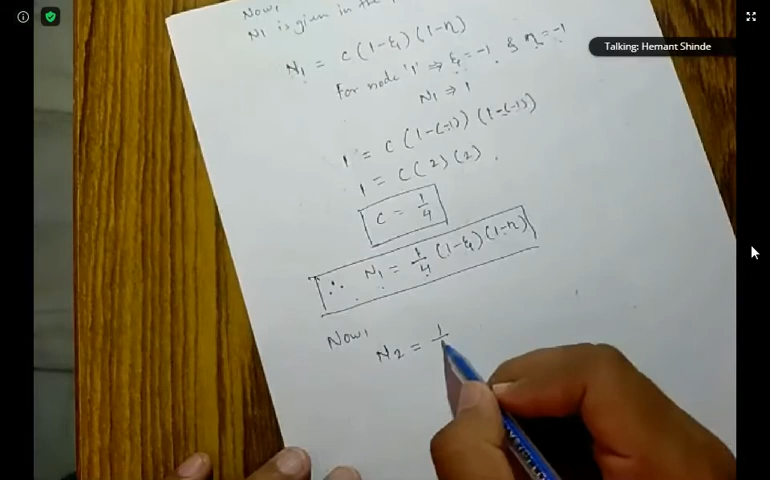 Now,
N1 is given in the
Talking: Hemant Shinde
N1 = c(1-ξ)(1-η)
For node '1' ⇒ ξ = -1 & η = -1
N1 ⇒ 1
1 = c(1-(-1))(1-(-1))
1 = c(2)(2).
c = 1/4
∴ N1 = 1/4 (1-ξ)(1-η)
Now,
N2 = 1/